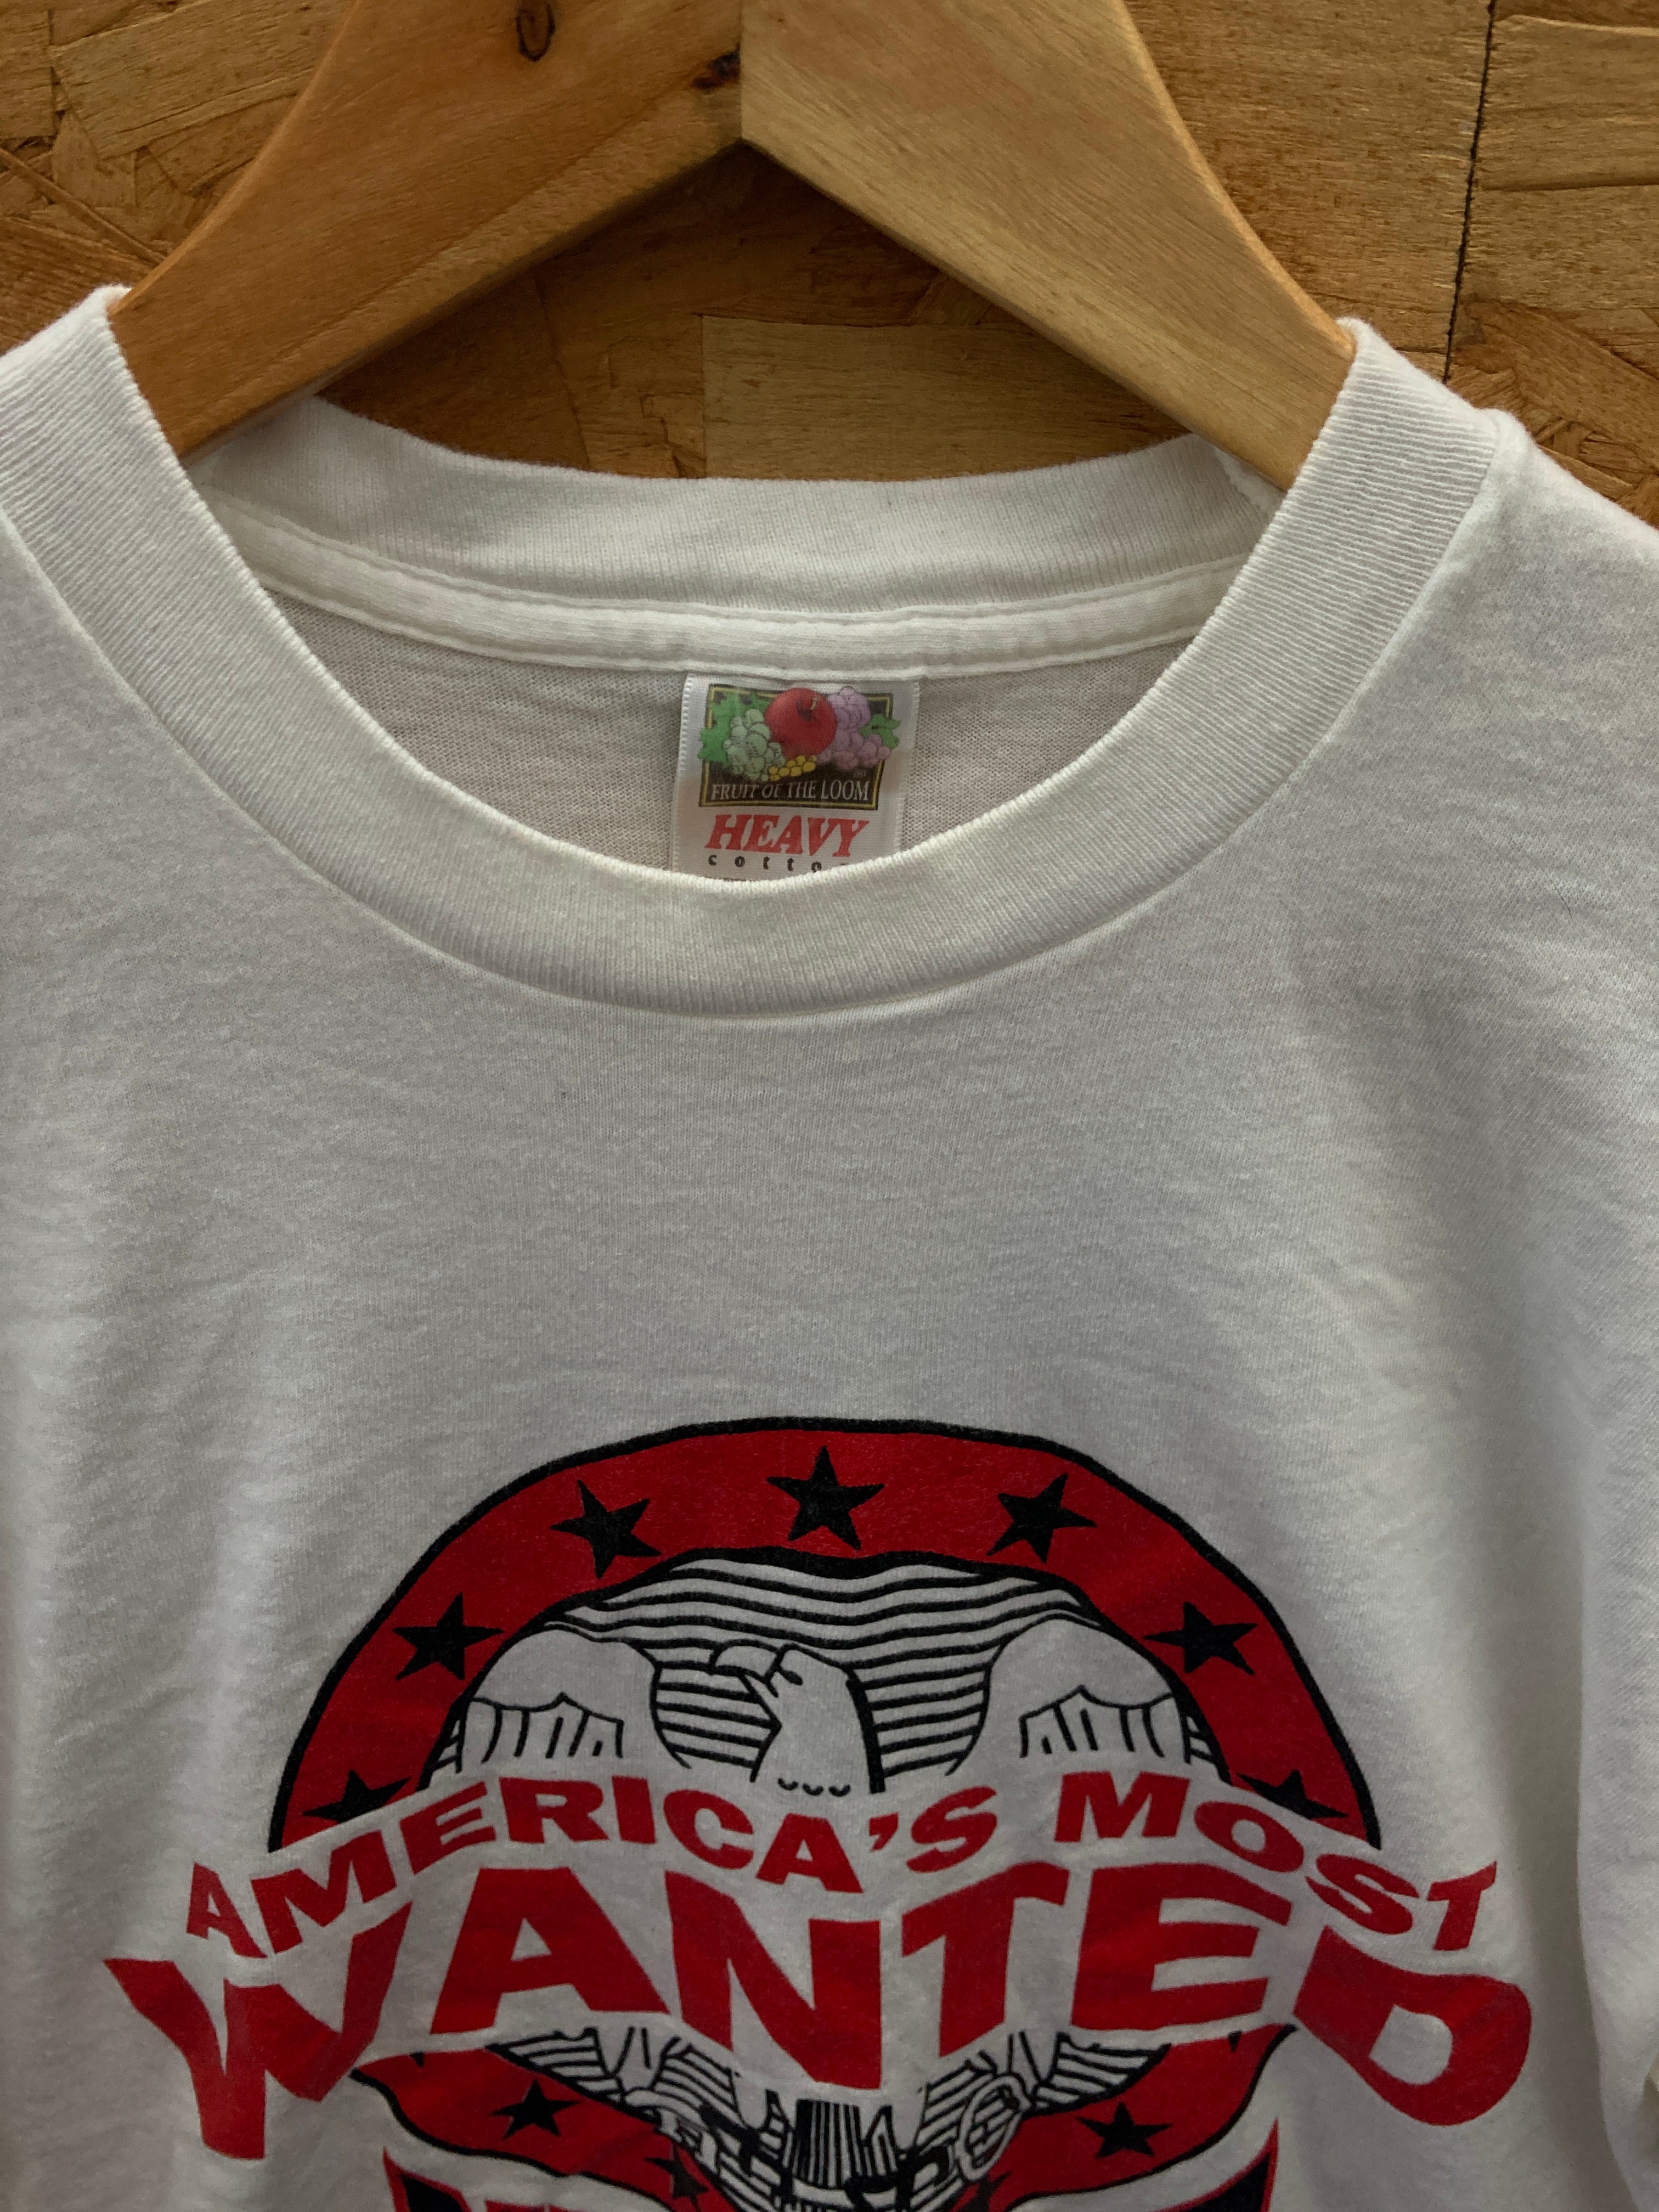 FRUIT OF THE LOOM
HEAVY
AMERICA'S MOST
WANTED